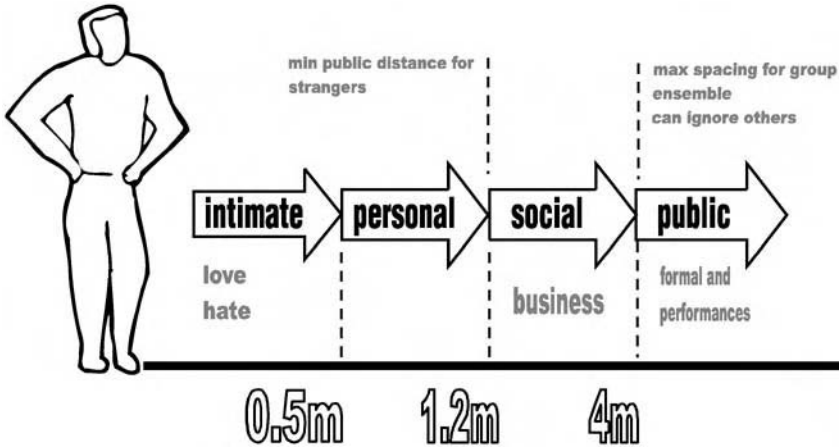 min public distance for
strangers
max spacing for group
ensemble
can ignore others
intimate
personal
social
public
love
hate
business
formal and
performances
0.5m
1.2m
4m